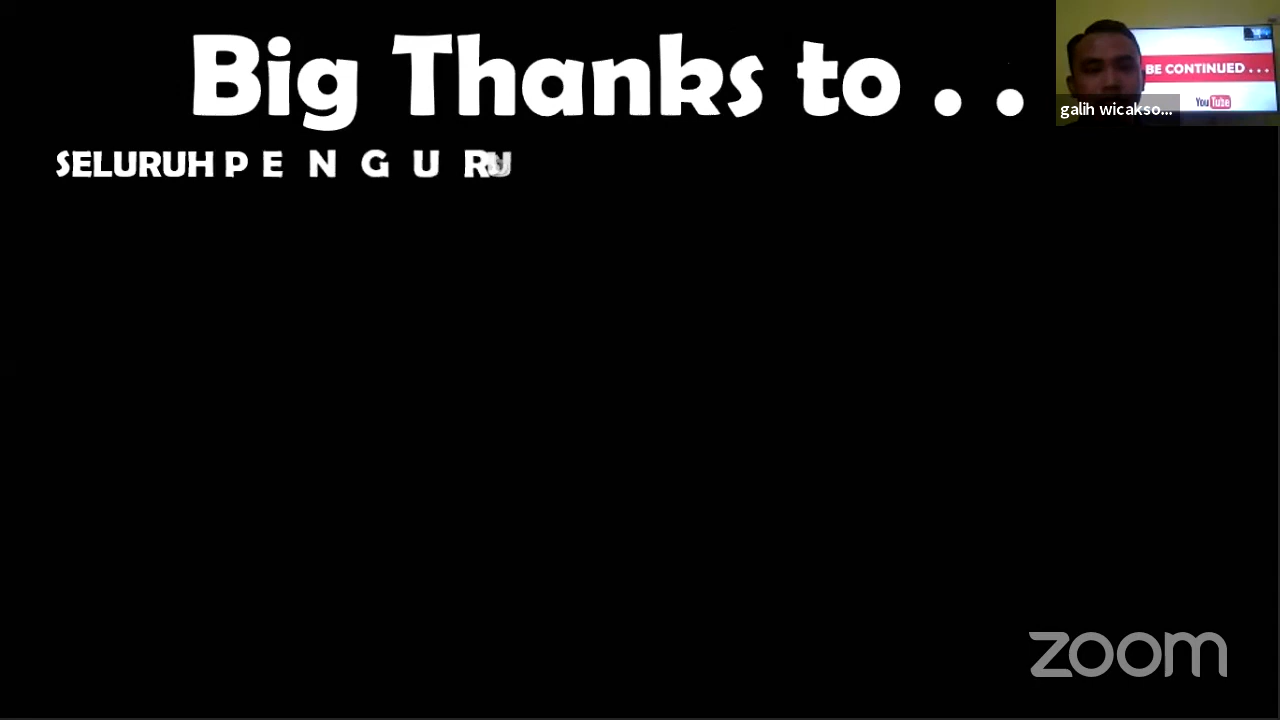 Big Thanks to . .
SELURUH P E N G U R U
BE CONTINUED . . .
YouTube
galih wicakso...
zoom